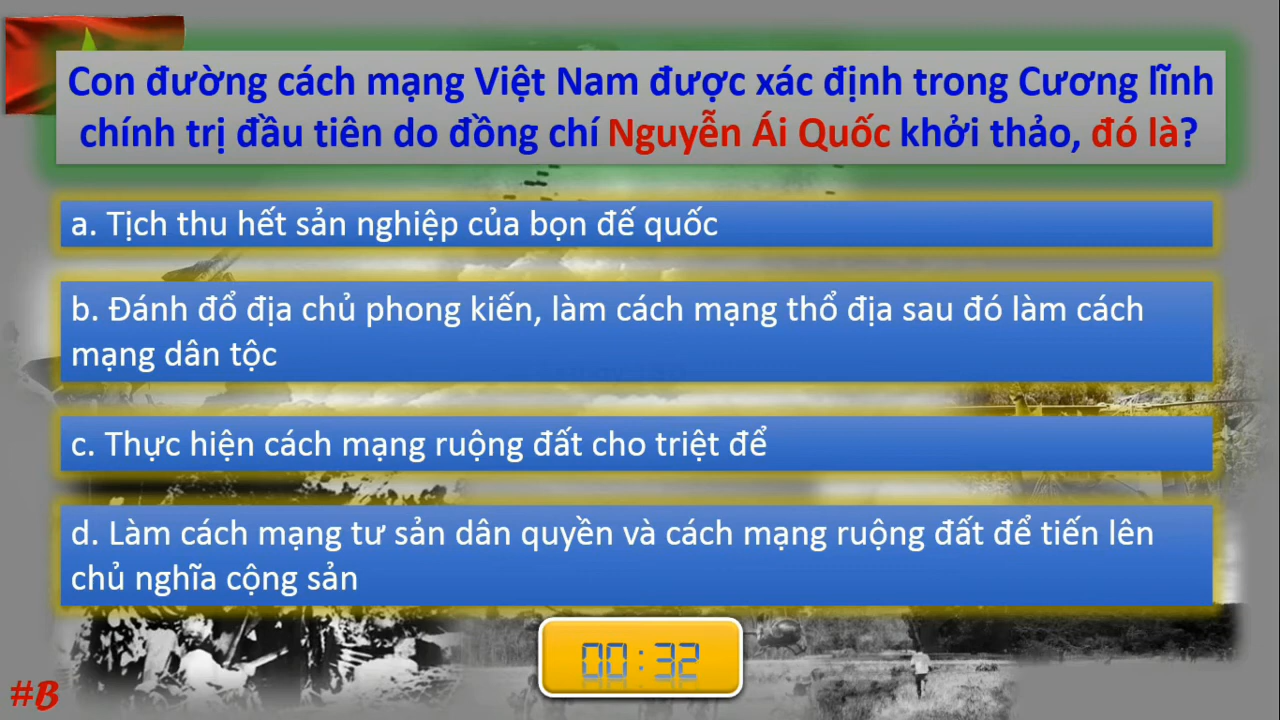 Con đường cách mạng Việt Nam được xác định trong Cương lĩnh
chính trị đầu tiên do đồng chí Nguyễn Ái Quốc khởi thảo, đó là?
a. Tịch thu hết sản nghiệp của bọn đế quốc
b. Đánh đổ địa chủ phong kiến, làm cách mạng thổ địa sau đó làm cách
mạng dân tộc
c. Thực hiện cách mạng ruộng đất cho triệt để
d. Làm cách mạng tư sản dân quyền và cách mạng ruộng đất để tiến lên
chủ nghĩa cộng sản
00:32
#B